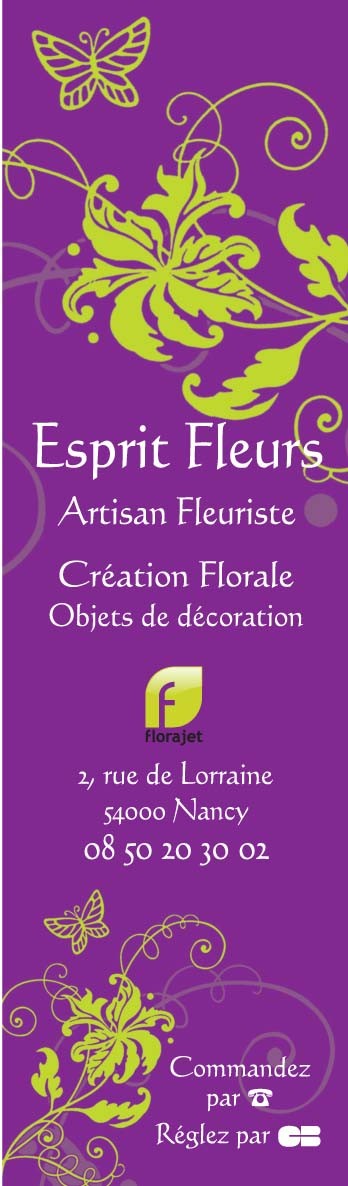 Esprit Fleurs
Artisan Fleuriste
Création Florale
Objets de décoration
f
florajet
2, rue de Lorraine
54000 Nancy
08 50 20 30 02
Commandez
par ☎
Réglez par CB